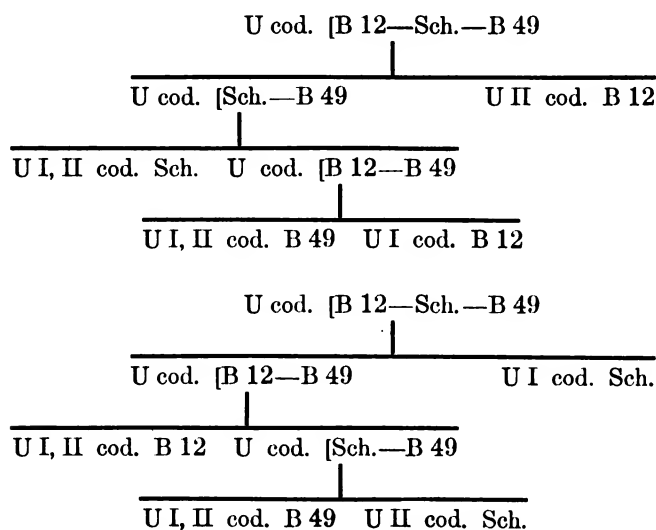 U cod. [B 12—Sch.—B 49
U cod. [Sch.—B 49 U II cod. B 12
U I, II cod. Sch. U cod. [B 12—B 49
U I, II cod. B 49 U I cod. B 12
U cod. [B 12—Sch.—B 49
U cod. [B 12—B 49 U I cod. Sch.
U I, II cod. B 12 U cod. [Sch.—B 49
U I, II cod. B 49 U II cod. Sch.